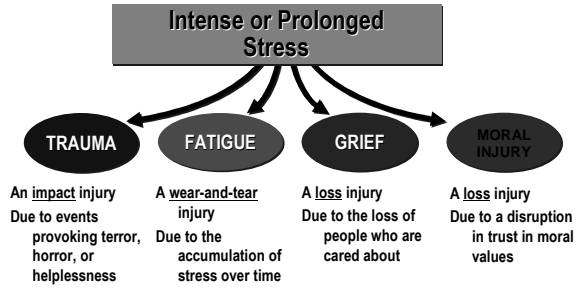 Intense or Prolonged
Stress
TRAUMA
FATIGUE
GRIEF
MORAL
INJURY
An impact injury
Due to events
provoking terror,
horror, or
helplessness
A wear-and-tear
injury
Due to the
accumulation of
stress over time
A loss injury
Due to the loss of
people who are
cared about
A loss injury
Due to a disruption
in trust in moral
values